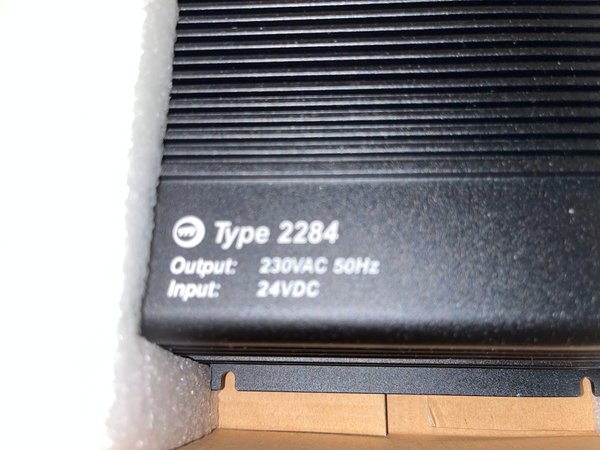 Type 2284
Output: 230VAC 50Hz
Input: 24VDC